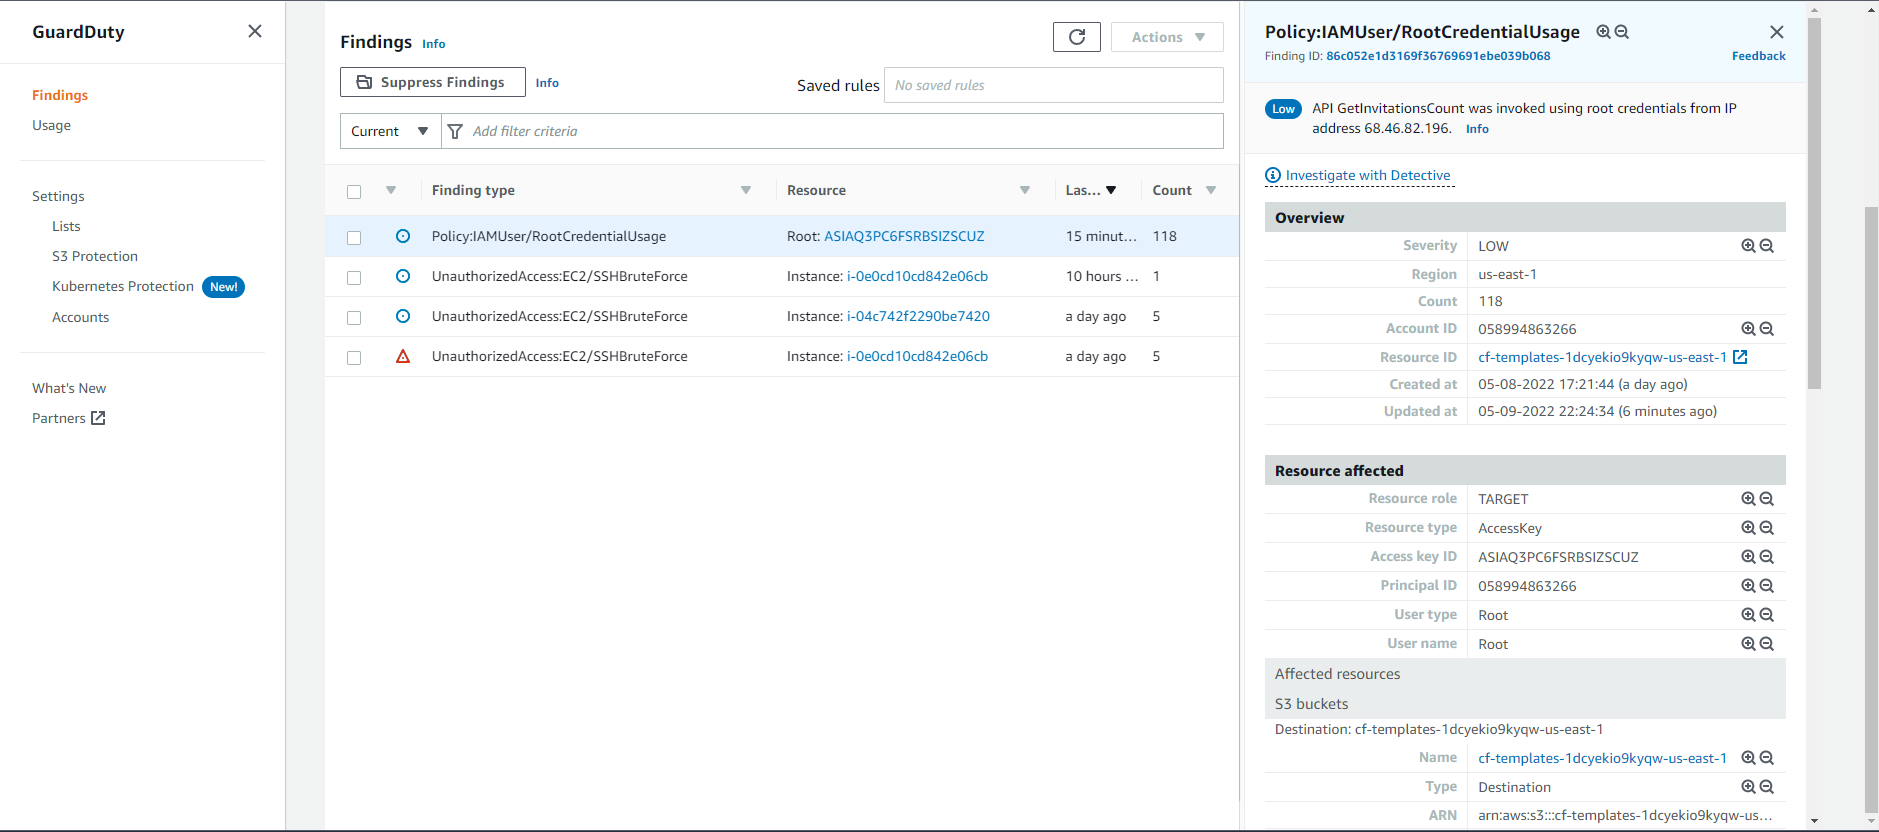 GuardDuty
Findings
Usage
Settings
Lists
S3 Protection
Kubernetes Protection New!
Accounts
What's New
Partners
Findings Info
Actions
Suppress Findings Info
Saved rules No saved rules
Current Add filter criteria
Finding type Resource Las... Count
Policy:IAMUser/RootCredentialUsage Root: ASIAQ3PC6FSRBSIZSCUZ 15 minut... 118
UnauthorizedAccess:EC2/SSHBruteForce Instance: i-0e0cd10cd842e06cb 10 hours ... 1
UnauthorizedAccess:EC2/SSHBruteForce Instance: i-04c742f2290be7420 a day ago 5
UnauthorizedAccess:EC2/SSHBruteForce Instance: i-0e0cd10cd842e06cb a day ago 5
Policy:IAMUser/RootCredentialUsage
Finding ID: 86c052e1d3169f36769691ebe039b068 Feedback
Low API GetInvitationsCount was invoked using root credentials from IP
address 68.46.82.196. Info
Investigate with Detective
Overview
Severity LOW
Region us-east-1
Count 118
Account ID 058994863266
Resource ID cf-templates-1dcyekio9kyqw-us-east-1
Created at 05-08-2022 17:21:44 (a day ago)
Updated at 05-09-2022 22:24:34 (6 minutes ago)
Resource affected
Resource role TARGET
Resource type AccessKey
Access key ID ASIAQ3PC6FSRBSIZSCUZ
Principal ID 058994863266
User type Root
User name Root
Affected resources
S3 buckets
Destination: cf-templates-1dcyekio9kyqw-us-east-1
Name cf-templates-1dcyekio9kyqw-us-east-1
Type Destination
ARN arn:aws:s3:::cf-templates-1dcyekio9kyqw-us...